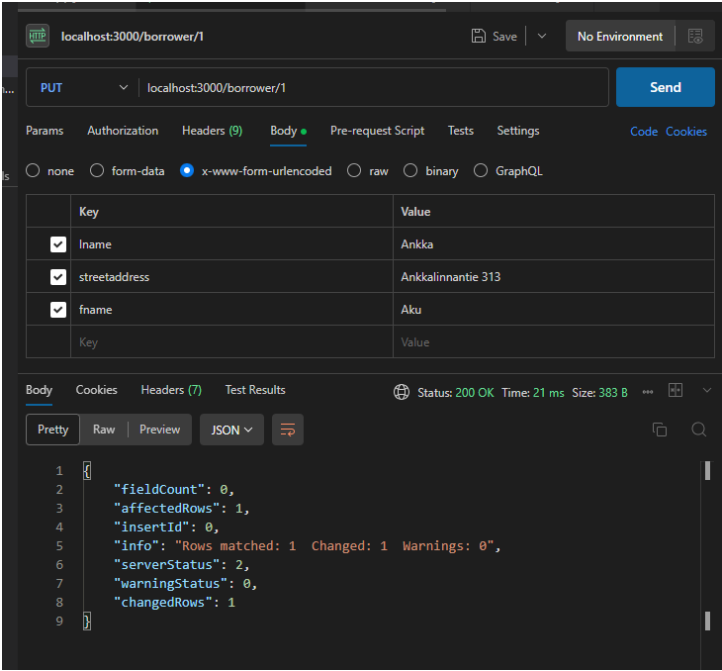 HTTP localhost:3000/borrower/1 Save No Environment
PUT localhost:3000/borrower/1 Send
Params Authorization Headers (9) Body Pre-request Script Tests Settings Code Cookies
none form-data x-www-form-urlencoded raw binary GraphQL
Key Value
lname Ankka
streetaddress Ankkalinnantie 313
fname Aku
Key Value
Body Cookies Headers (7) Test Results Status: 200 OK Time: 21 ms Size: 383 B
Pretty Raw Preview JSON
1 {
2 "fieldCount": 0,
3 "affectedRows": 1,
4 "insertId": 0,
5 "info": "Rows matched: 1  Changed: 1  Warnings: 0",
6 "serverStatus": 2,
7 "warningStatus": 0,
8 "changedRows": 1
9 }